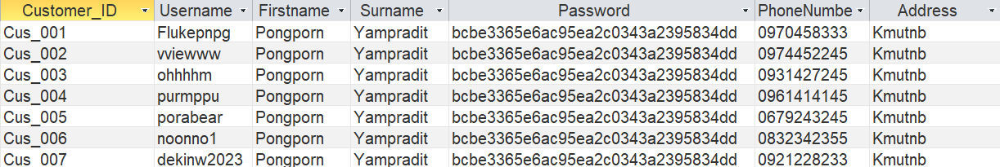 Customer_ID Username Firstname Surname Password PhoneNumbe Address
Cus_001 Flukepnpg Pongporn Yampradit bcbe3365e6ac95ea2c0343a2395834dd 0970458333 Kmutnb
Cus_002 vviewww Pongporn Yampradit bcbe3365e6ac95ea2c0343a2395834dd 0974452245 Kmutnb
Cus_003 ohhhhm Pongporn Yampradit bcbe3365e6ac95ea2c0343a2395834dd 0931427245 Kmutnb
Cus_004 purmppu Pongporn Yampradit bcbe3365e6ac95ea2c0343a2395834dd 0961414145 Kmutnb
Cus_005 porabear Pongporn Yampradit bcbe3365e6ac95ea2c0343a2395834dd 0679243245 Kmutnb
Cus_006 noonno1 Pongporn Yampradit bcbe3365e6ac95ea2c0343a2395834dd 0832342355 Kmutnb
Cus_007 dekinw2023 Pongporn Yampradit bcbe3365e6ac95ea2c0343a2395834dd 0921228233 Kmutnb